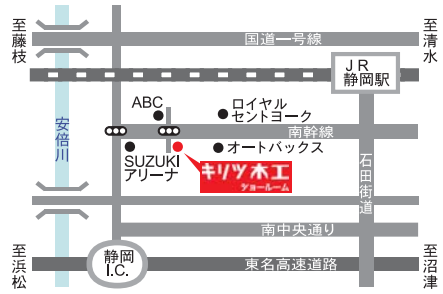 至藤枝
国道一号線
至清水
JR
静岡駅
ABC
ロイヤル
セントヨーク
南幹線
安倍川
SUZUKI
アリーナ
オートバックス
キリツ木工
ショールーム
石田街道
南中央通り
至浜松
静岡
I.C.
東名高速道路
至沼津